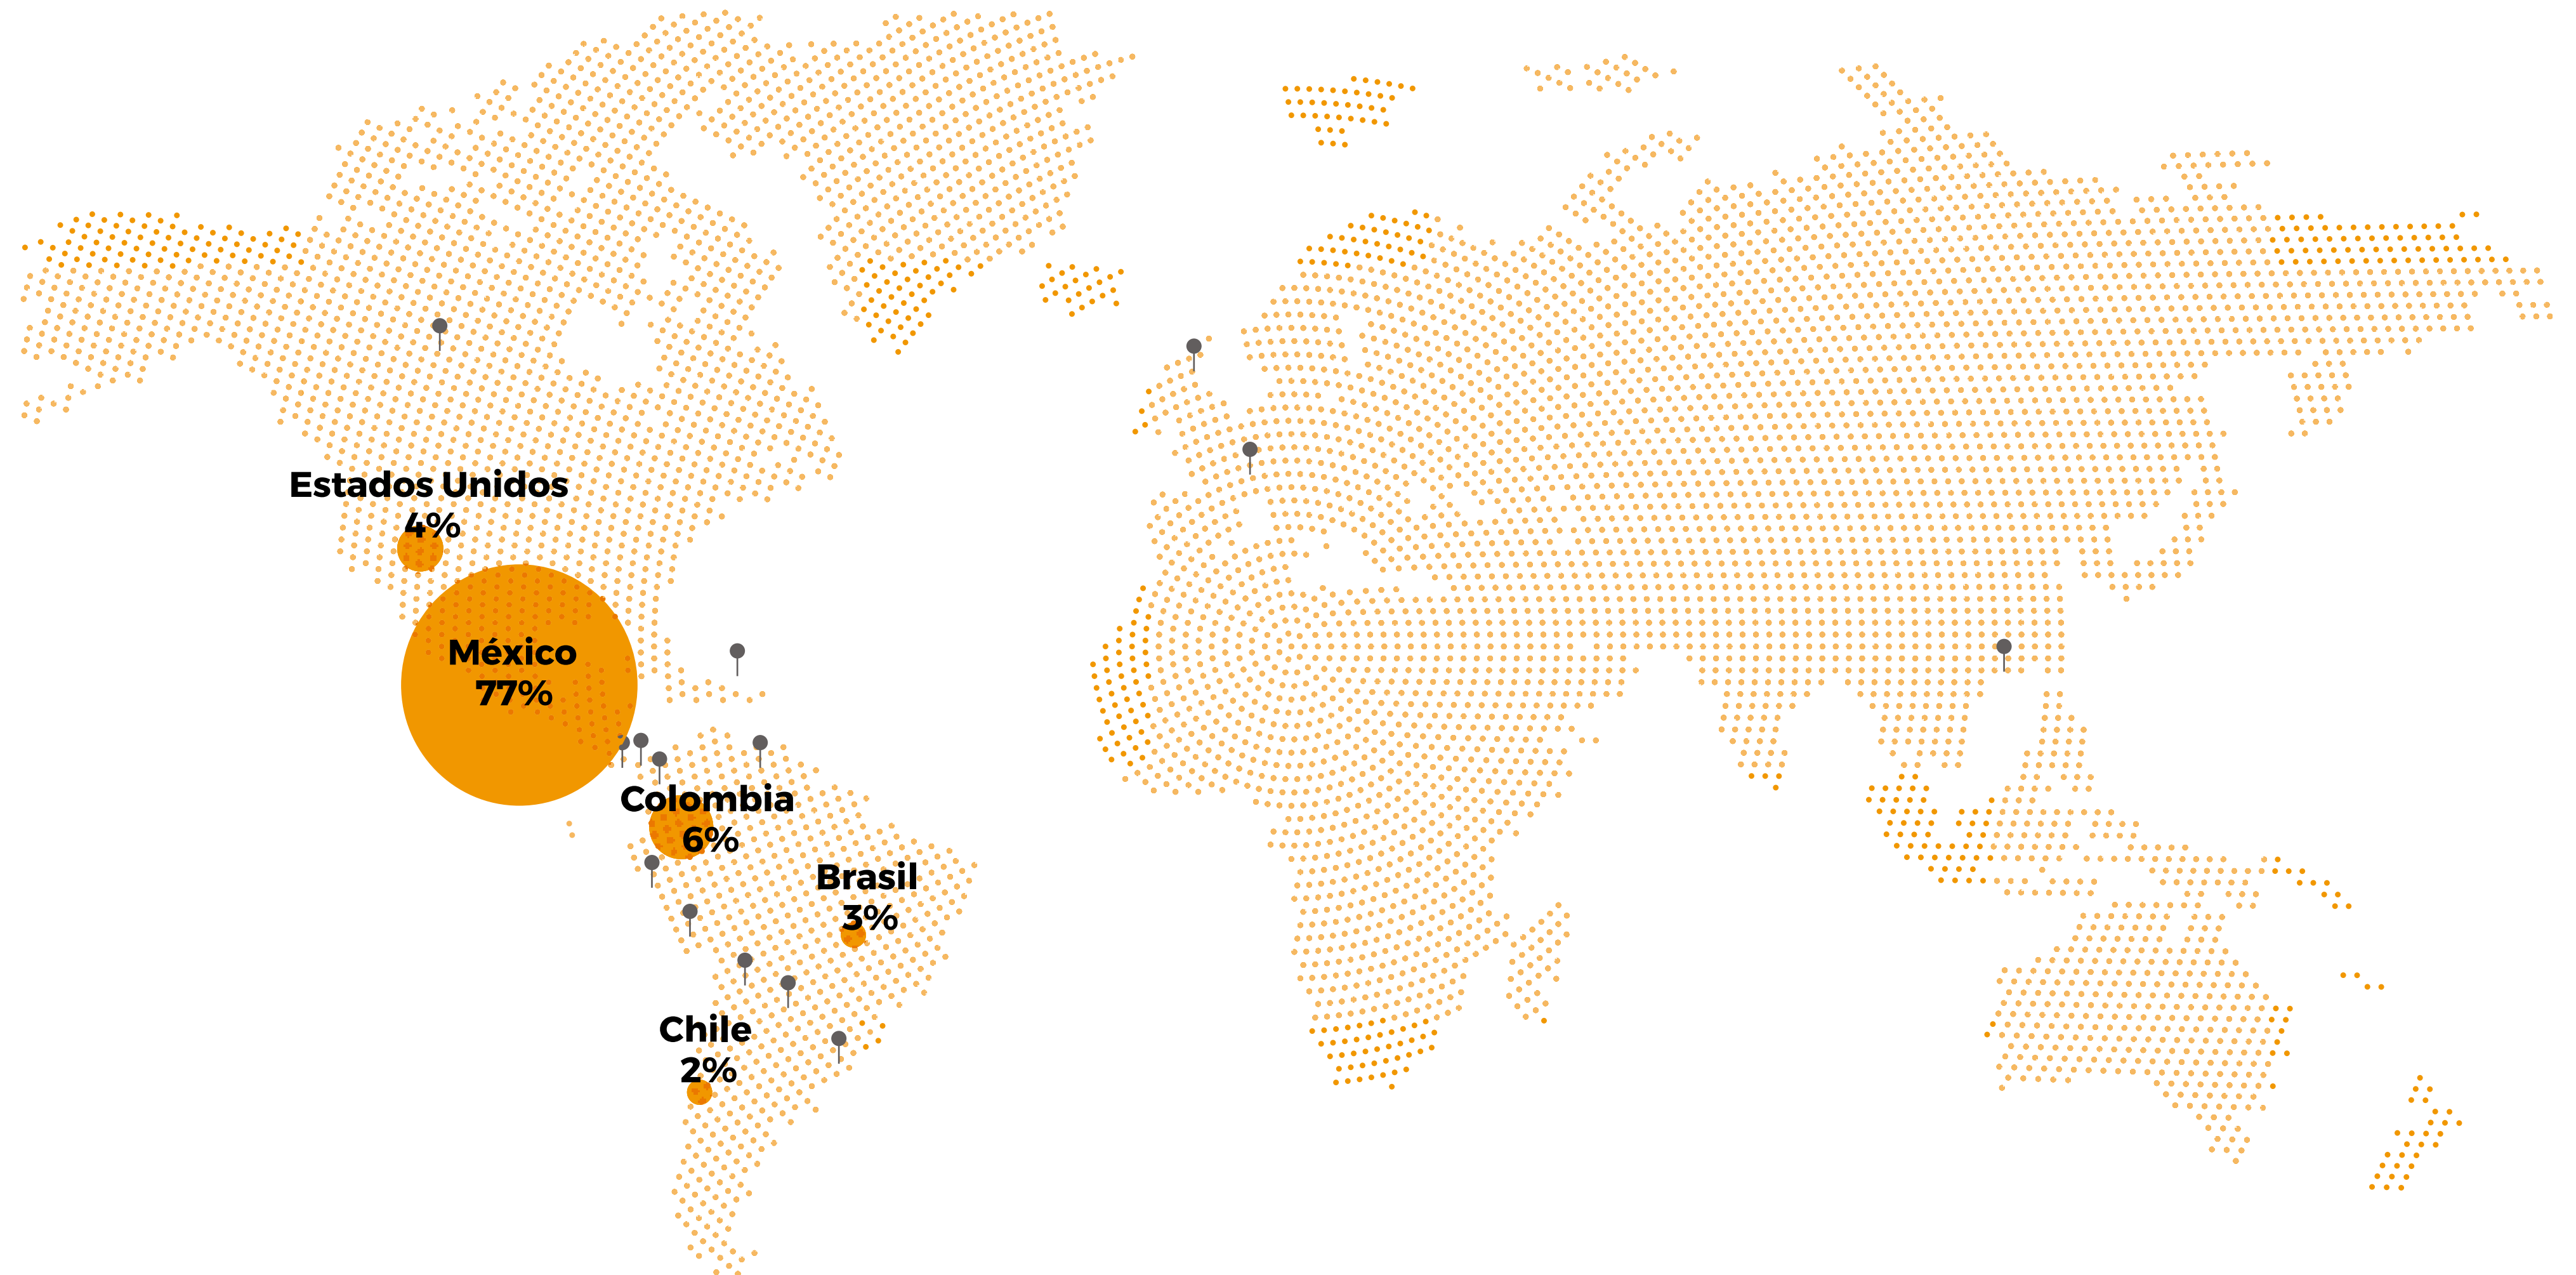 Estados Unidos
4%
México
77%
Colombia
6%
Brasil
3%
Chile
2%